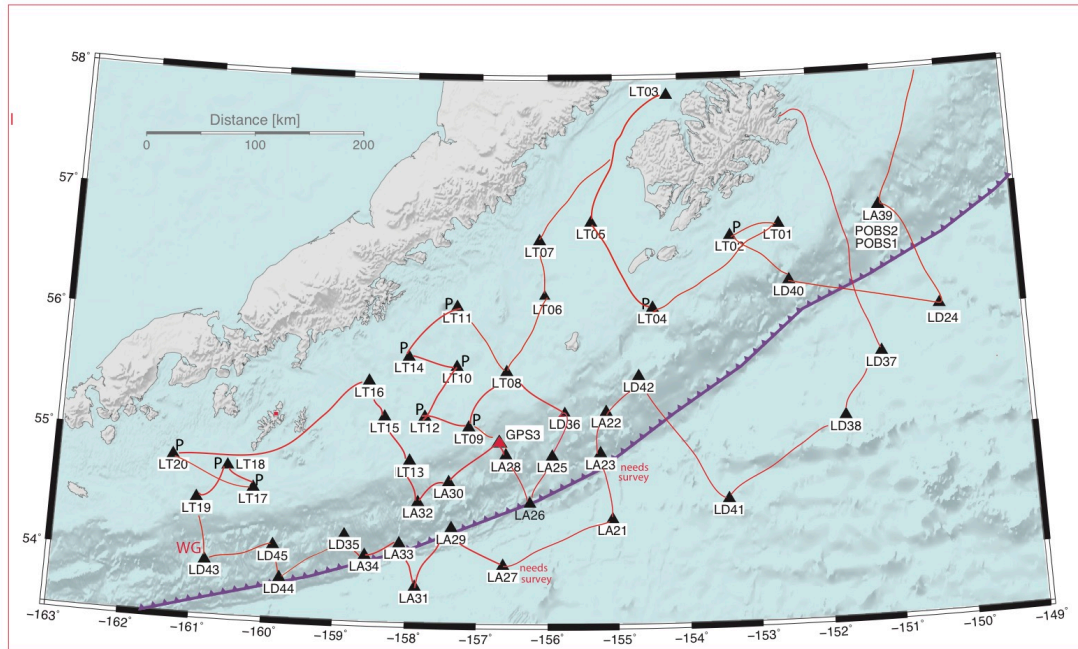 58°
LT03
Distance [km]
0 100 200
57°
LA39
POBS2
POBS1
P
LT02
LT01
LT05
LT07
LD40
56°
LT06
P
LT04
LD24
P
LT11
P
LT14
P
LT10
LT08
LD42
LD37
LT16
55°
LT15
P
LT12
P
LT09
GPS3
LD36
LA22
LD38
P
LT20
P
LT18
P
LT17
LT13
LA28
LA25
LA23
needs
survey
LT19
LA30
LA32
LA26
LD41
54°
WG
LD43
LD45
LD35
LA34
LA33
LA29
LA21
LD44
LA27
needs
survey
LA31
−163°
−162°
−161°
−160°
−159°
−158°
−157°
−156°
−155°
−154°
−153°
−152°
−151°
−150°
−149°